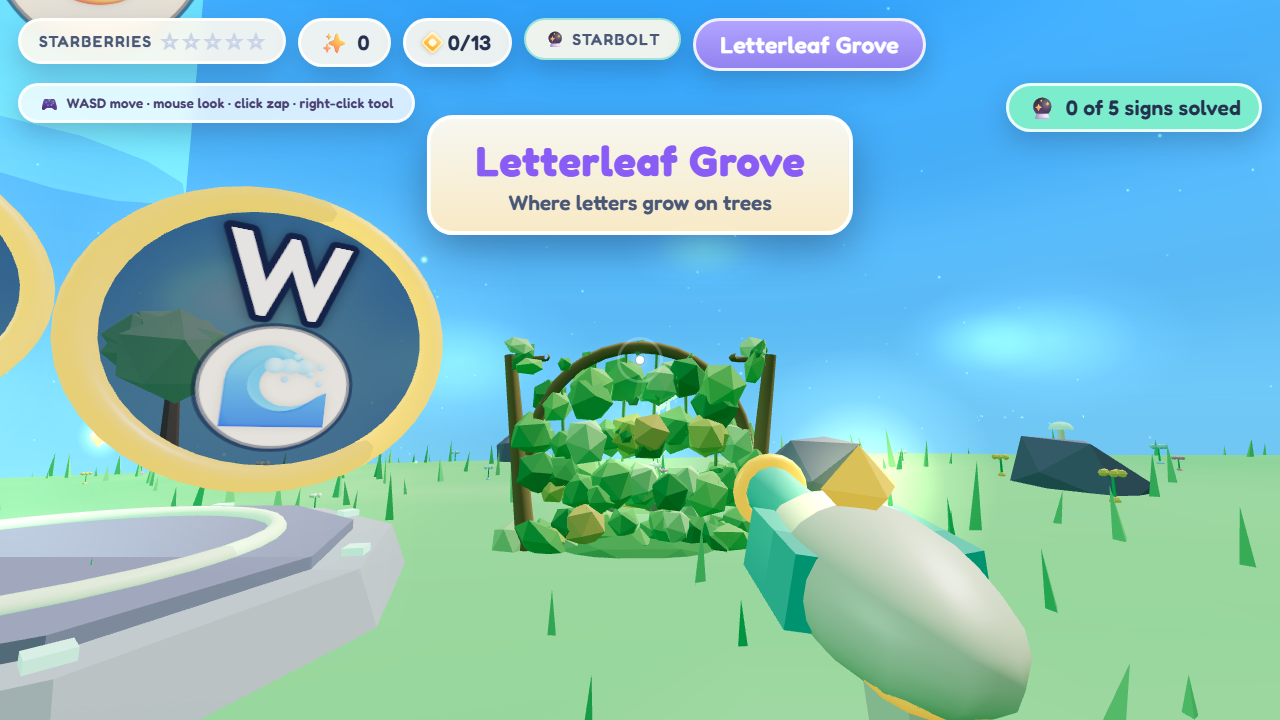 STARBERRIES
0
0/13
STARBOLT
Letterleaf Grove
WASD move · mouse look · click zap · right-click tool
0 of 5 signs solved
Letterleaf Grove
Where letters grow on trees
W